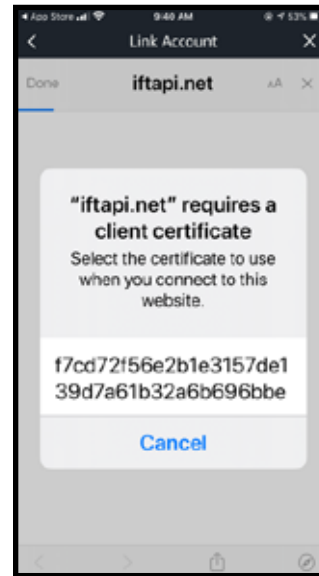 App Store
9:40 AM
53%
Link Account
Done
iftapi.net
AA
"iftapi.net" requires a
client certificate
Select the certificate to use
when you connect to this
website.
f7cd72f56e2b1e3157de1
39d7a61b32a6b696bbe
Cancel